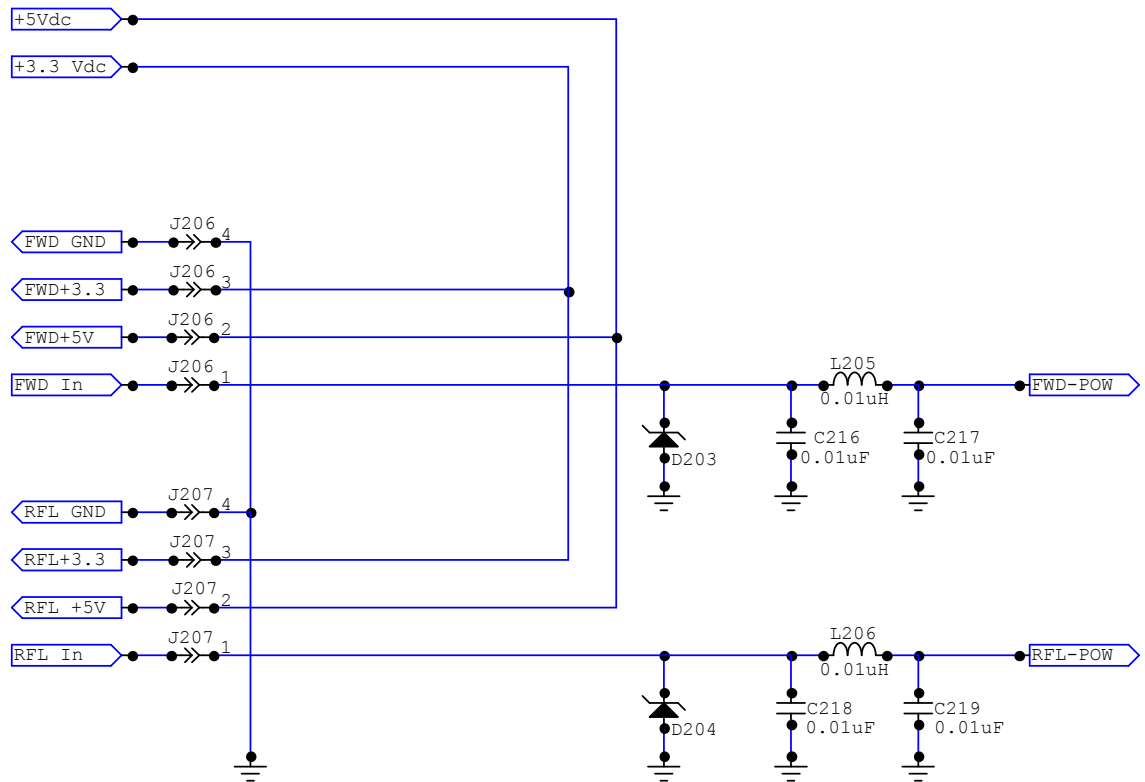 +5Vdc
+3.3 Vdc
J206
FWD GND 4
J206
FWD+3.3 3
J206
FWD+5V 2
J206
FWD In 1
L205
0.01uH
FWD-POW
D203
C216
0.01uF
C217
0.01uF
J207
RFL GND 4
J207
RFL+3.3 3
J207
RFL +5V 2
J207
RFL In 1
L206
0.01uH
RFL-POW
D204
C218
0.01uF
C219
0.01uF